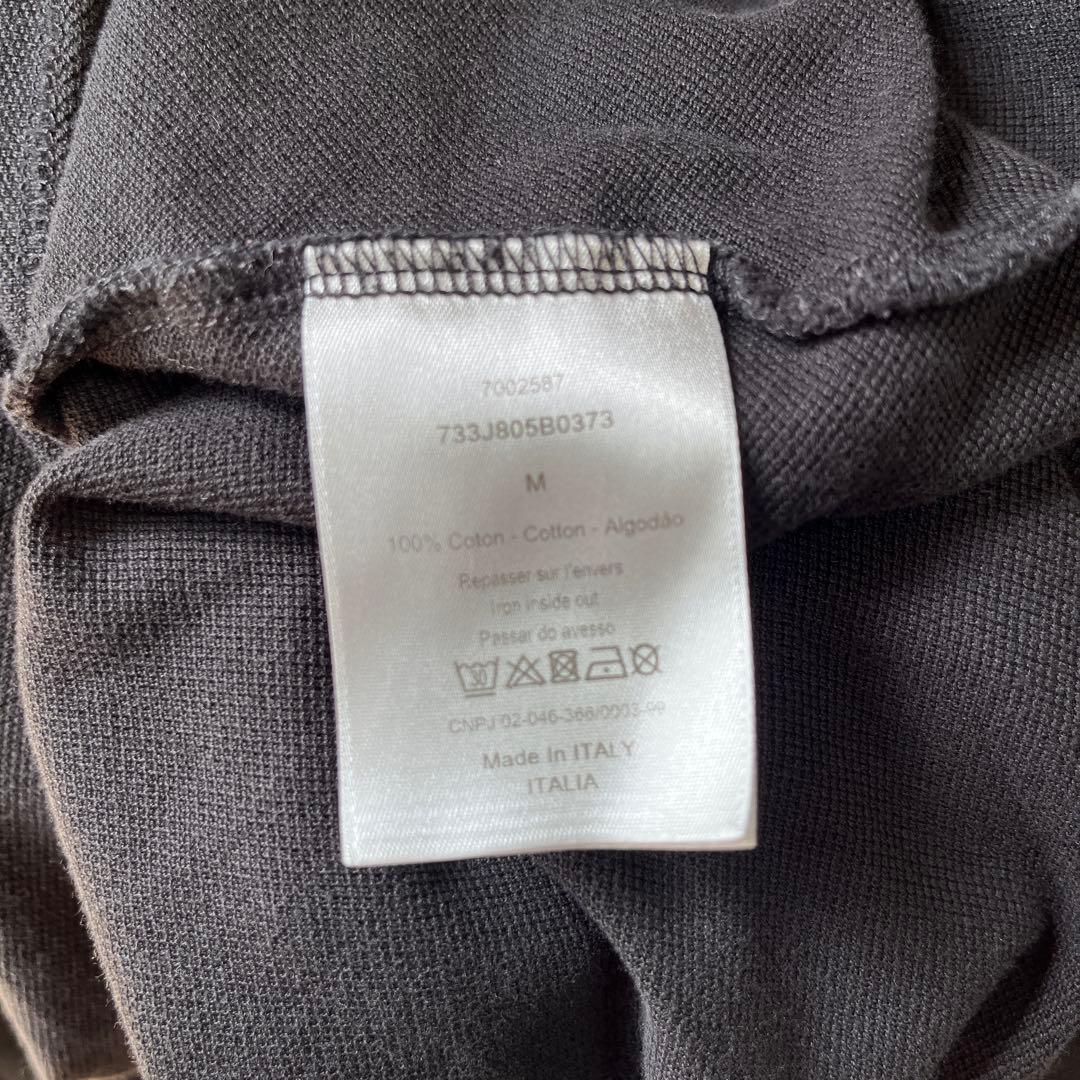 7002587
733J805B0373
M
100% Coton - Cotton - Algodão
Repasser sur l'envers
Iron inside out
Passar do avesso
30
CNPJ 02-046-366/0003-99
Made In ITALY
ITALIA